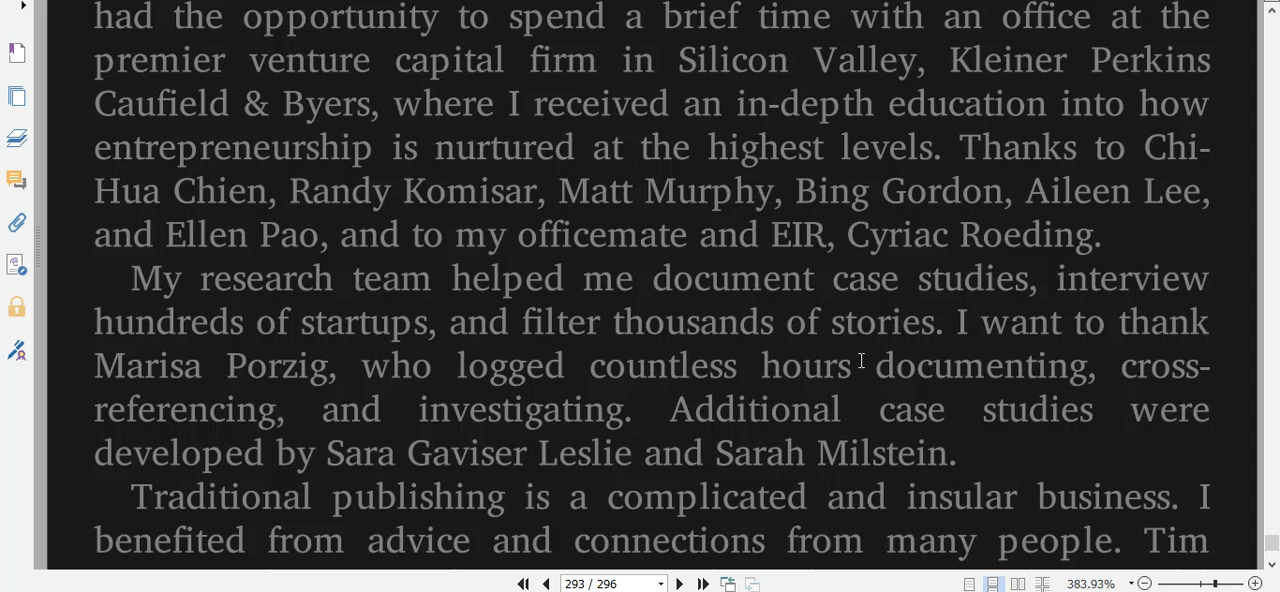 had the opportunity to spend a brief time with an office at the
premier venture capital firm in Silicon Valley, Kleiner Perkins
Caufield & Byers, where I received an in-depth education into how
entrepreneurship is nurtured at the highest levels. Thanks to Chi-
Hua Chien, Randy Komisar, Matt Murphy, Bing Gordon, Aileen Lee,
and Ellen Pao, and to my officemate and EIR, Cyriac Roeding.
My research team helped me document case studies, interview
hundreds of startups, and filter thousands of stories. I want to thank
Marisa Porzig, who logged countless hours documenting, cross-
referencing, and investigating. Additional case studies were
developed by Sara Gaviser Leslie and Sarah Milstein.
Traditional publishing is a complicated and insular business. I
benefited from advice and connections from many people. Tim
293 / 296
383.93%